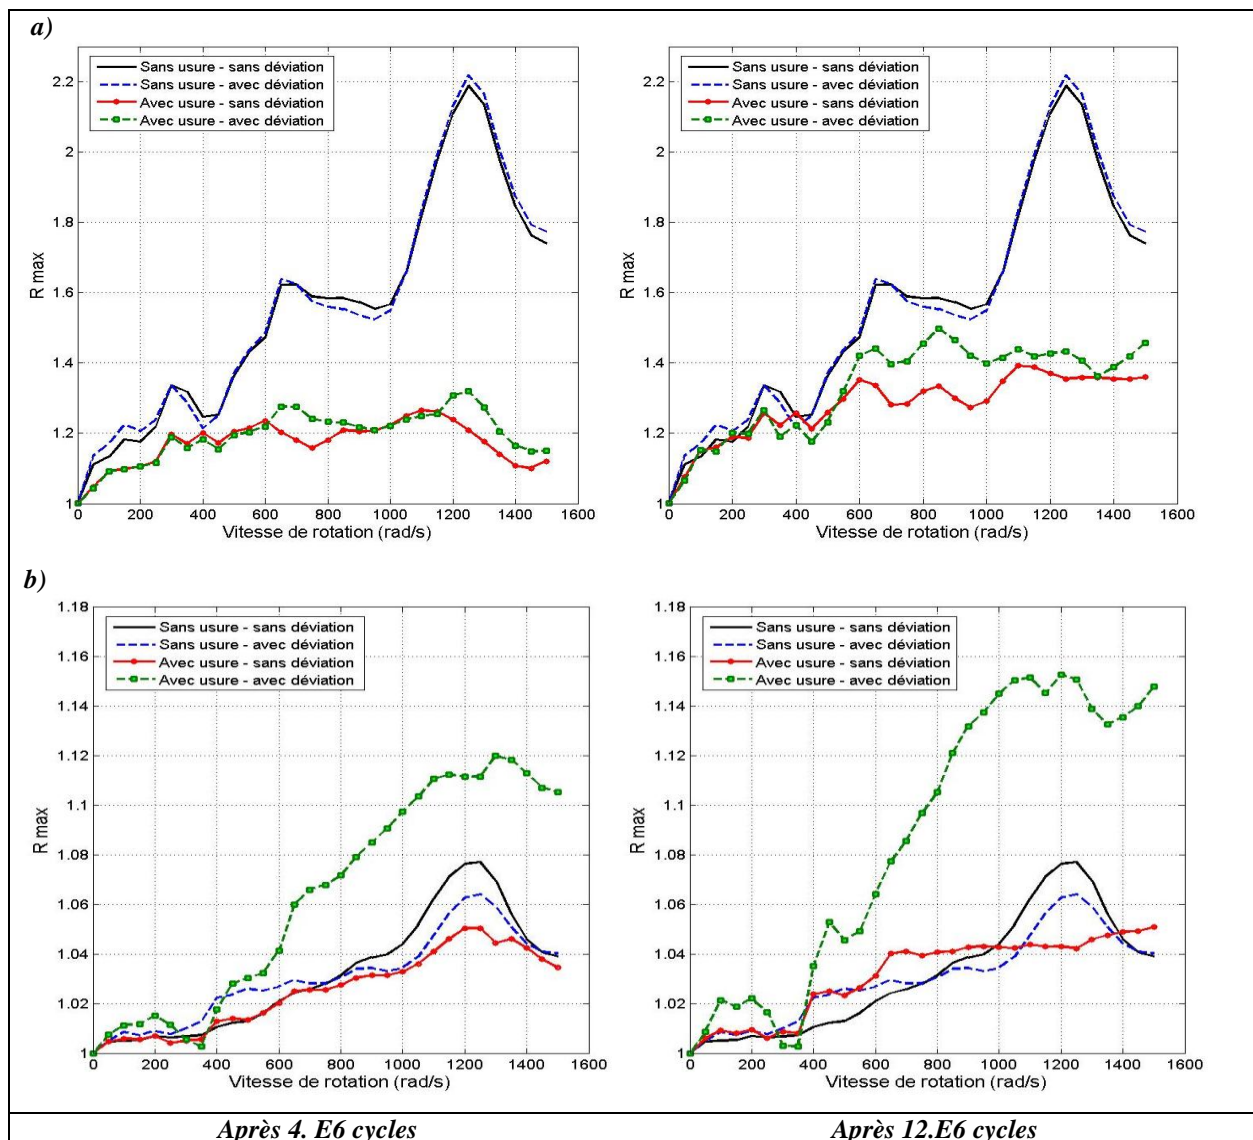 a)
Sans usure - sans déviation
Sans usure - avec déviation
Avec usure - sans déviation
Avec usure - avec déviation
2.2
2
1.8
1.6
1.4
1.2
1
R max
0 200 400 600 800 1000 1200 1400 1600
Vitesse de rotation (rad/s)
Sans usure - sans déviation
Sans usure - avec déviation
Avec usure - sans déviation
Avec usure - avec déviation
2.2
2
1.8
1.6
1.4
1.2
1
R max
0 200 400 600 800 1000 1200 1400 1600
Vitesse de rotation (rad/s)
b)
Sans usure - sans déviation
Sans usure - avec déviation
Avec usure - sans déviation
Avec usure - avec déviation
1.18
1.16
1.14
1.12
1.1
1.08
1.06
1.04
1.02
1
R max
0 200 400 600 800 1000 1200 1400 1600
Vitesse de rotation (rad/s)
Sans usure - sans déviation
Sans usure - avec déviation
Avec usure - sans déviation
Avec usure - avec déviation
1.18
1.16
1.14
1.12
1.1
1.08
1.06
1.04
1.02
1
R max
0 200 400 600 800 1000 1200 1400 1600
Vitesse de rotation (rad/s)
Après 4. E6 cycles
Après 12.E6 cycles